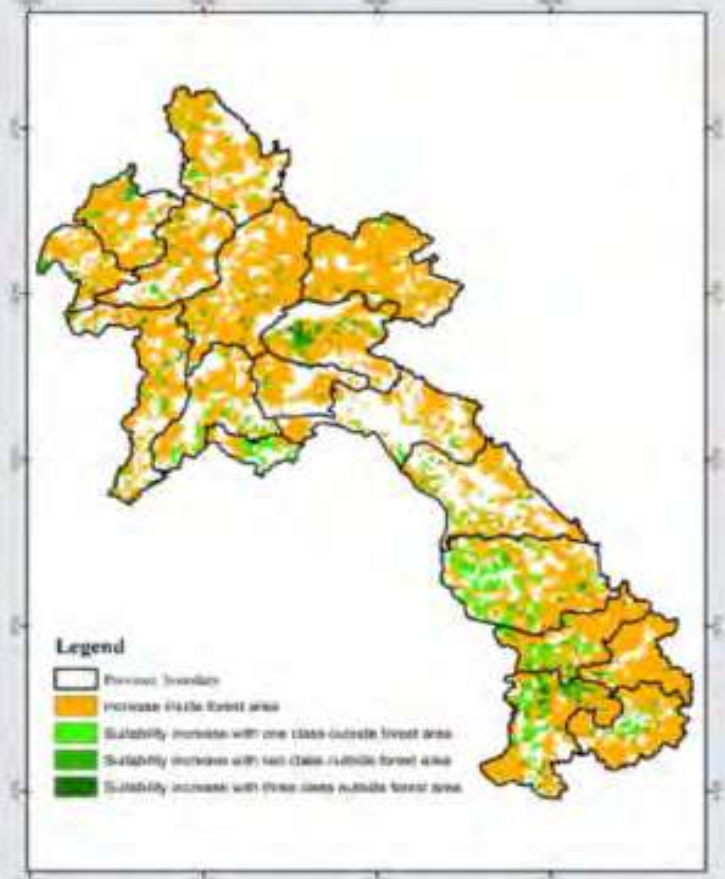 Legend
Province boundary
Increase inside forest area
Suitability increase with one class outside forest area
Suitability increase with two class outside forest area
Suitability increase with three class outside forest area